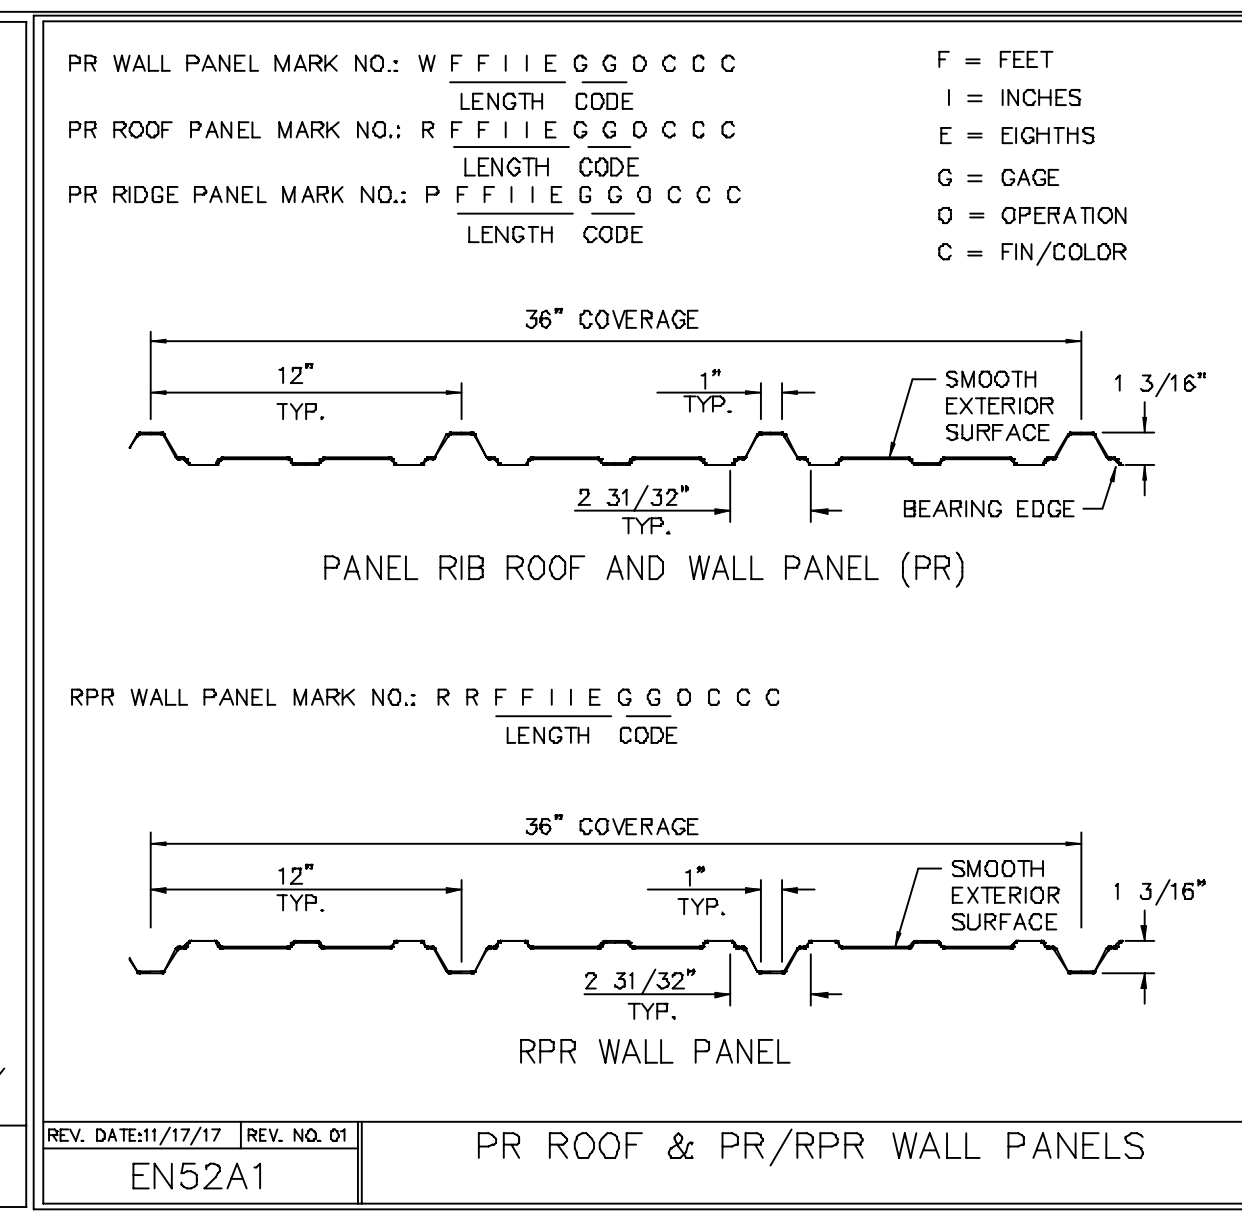 PR WALL PANEL MARK NO.: W F F I I E G G O C C C
LENGTH CODE
PR ROOF PANEL MARK NO.: R F F I I E G G O C C C
LENGTH CODE
PR RIDGE PANEL MARK NO.: P F F I I E G G O C C C
LENGTH CODE
F = FEET
I = INCHES
E = EIGHTHS
G = GAGE
O = OPERATION
C = FIN/COLOR
36" COVERAGE
12"
TYP.
1"
TYP.
SMOOTH
EXTERIOR
SURFACE
1 3/16"
2 31/32"
TYP.
BEARING EDGE
PANEL RIB ROOF AND WALL PANEL (PR)
RPR WALL PANEL MARK NO.: R R F F I I E G G O C C C
LENGTH CODE
36" COVERAGE
12"
TYP.
1"
TYP.
SMOOTH
EXTERIOR
SURFACE
1 3/16"
2 31/32"
TYP.
RPR WALL PANEL
REV. DATE:11/17/17 REV. NO. 01
EN52A1
PR ROOF & PR/RPR WALL PANELS